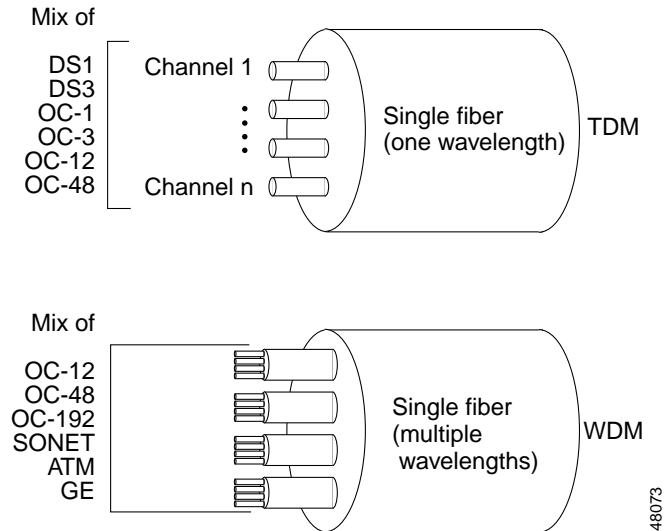 Mix of
DS1
DS3
OC-1
OC-3
OC-12
OC-48
Channel 1
Channel n
Single fiber
(one wavelength)
TDM
Mix of
OC-12
OC-48
OC-192
SONET
ATM
GE
Single fiber
(multiple
wavelengths)
WDM
48073